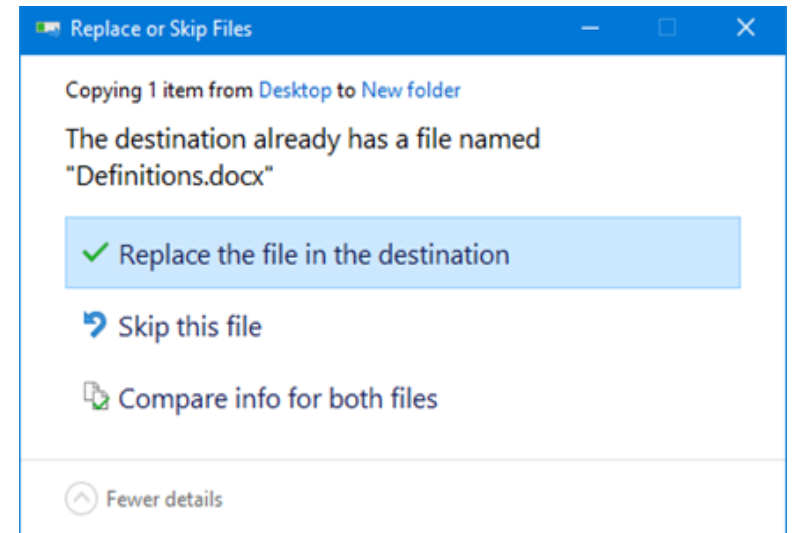 Replace or Skip Files
Copying 1 item from Desktop to New folder
The destination already has a file named
"Definitions.docx"
Replace the file in the destination
Skip this file
Compare info for both files
Fewer details